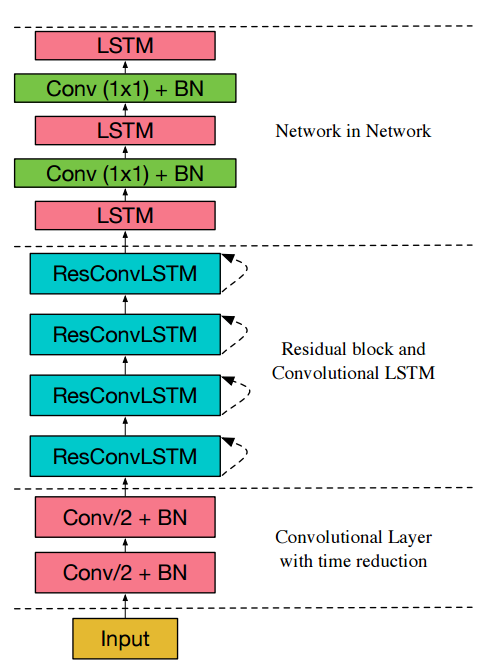 LSTM
Conv (1x1) + BN
LSTM
Conv (1x1) + BN
LSTM
Network in Network
ResConvLSTM
ResConvLSTM
ResConvLSTM
ResConvLSTM
Residual block and
Convolutional LSTM
Conv/2 + BN
Conv/2 + BN
Convolutional Layer
with time reduction
Input